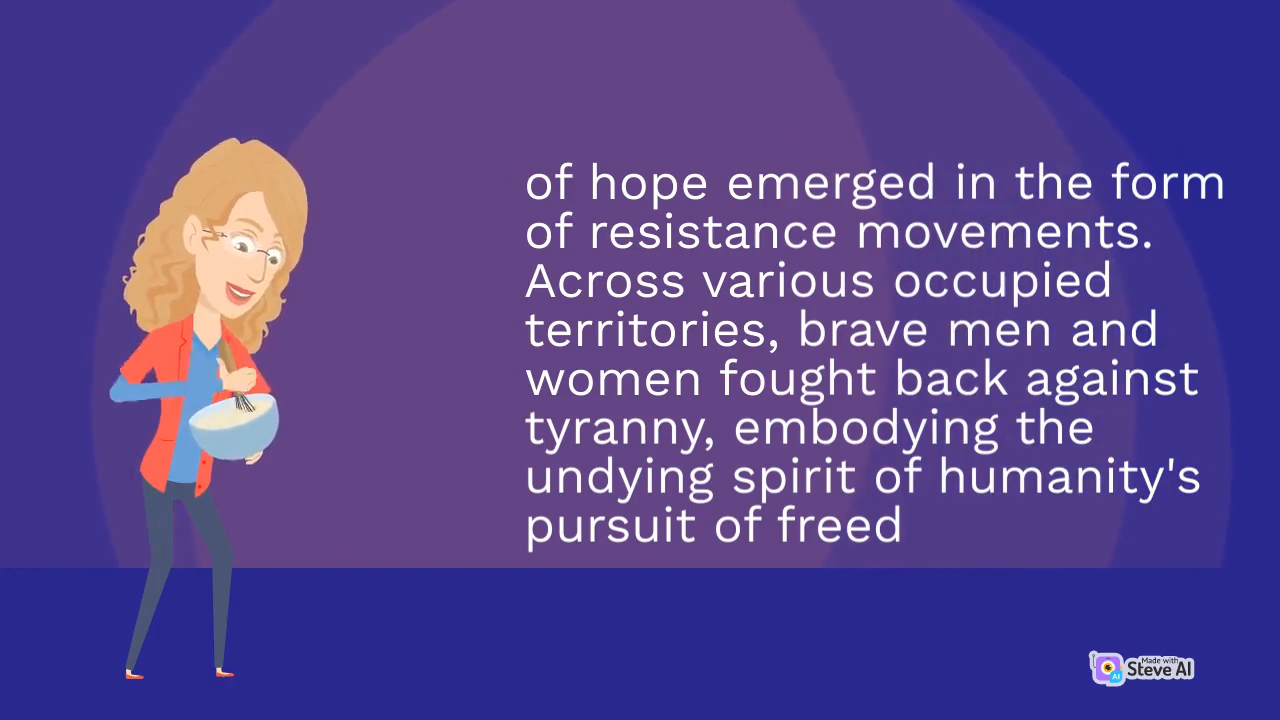 of hope emerged in the form
of resistance movements.
Across various occupied
territories, brave men and
women fought back against
tyranny, embodying the
undying spirit of humanity's
pursuit of freed
Made with
Steve AI
AI